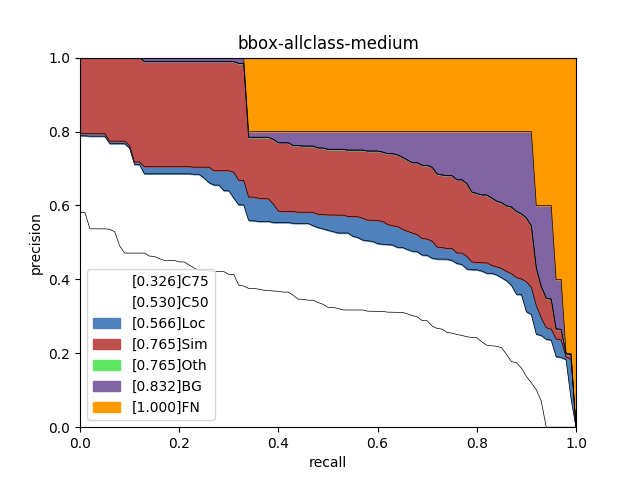 bbox-allclass-medium
precision
1.0
0.8
0.6
0.4
0.2
0.0
[0.326]C75
[0.530]C50
[0.566]Loc
[0.765]Sim
[0.765]Oth
[0.832]BG
[1.000]FN
0.0 0.2 0.4 0.6 0.8 1.0
recall